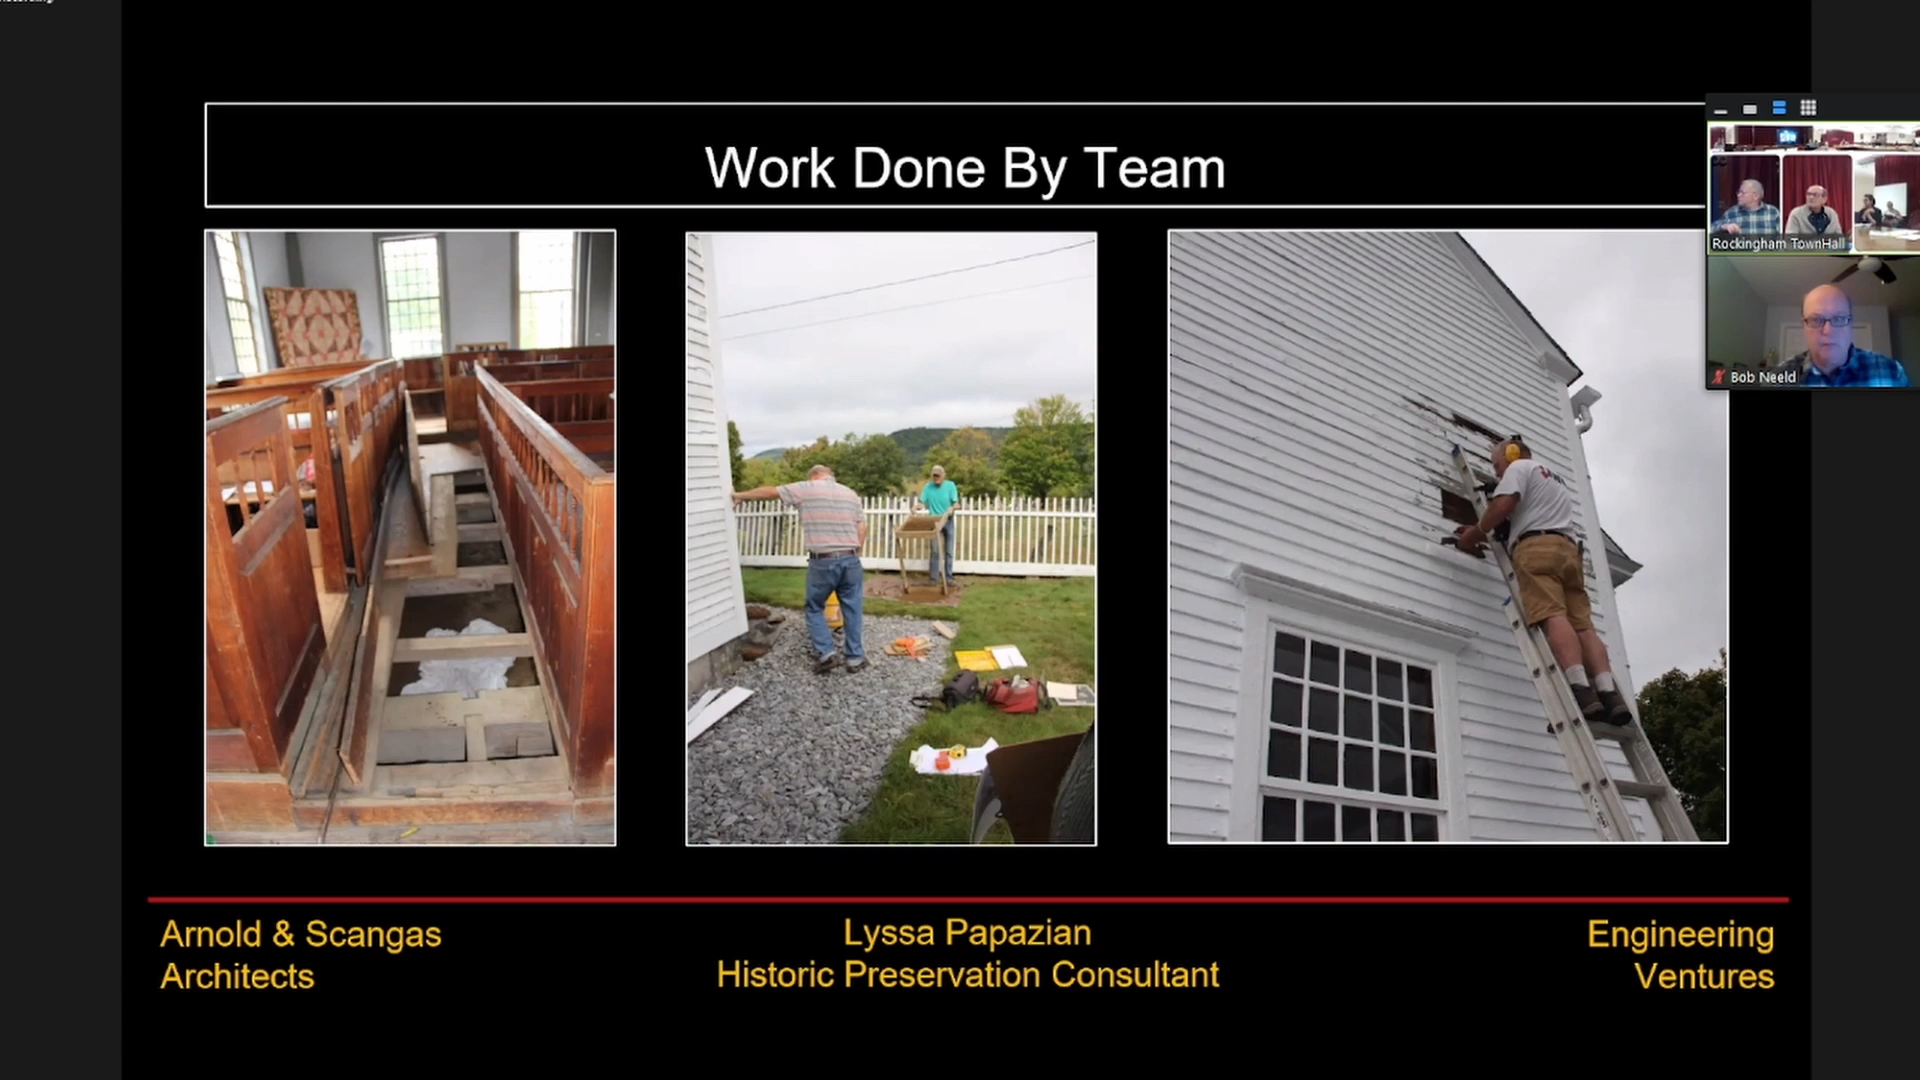 Work Done By Team
Rockingham TownHall
Bob Neeld
Arnold & Scangas
Architects
Lyssa Papazian
Historic Preservation Consultant
Engineering
Ventures